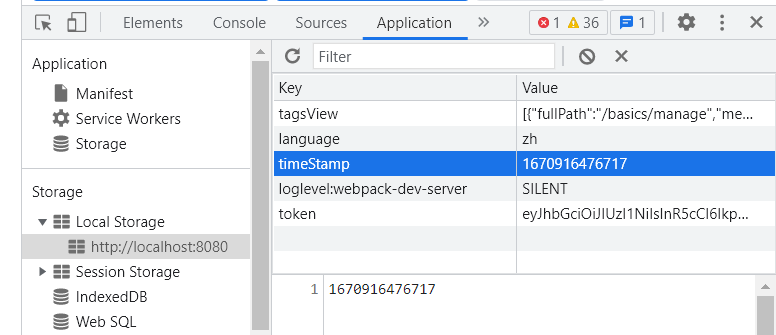 Elements Console Sources Application 1 36 1
Application
Manifest
Service Workers
Storage
Storage
Local Storage
http://localhost:8080
Session Storage
IndexedDB
Web SQL
Filter
Key Value
tagsView [{"fullPath":"/basics/manage","me...
language zh
timeStamp 1670916476717
loglevel:webpack-dev-server SILENT
token eyJhbGciOiJIUzI1NiIsInR5cCI6Ikp...
1 1670916476717